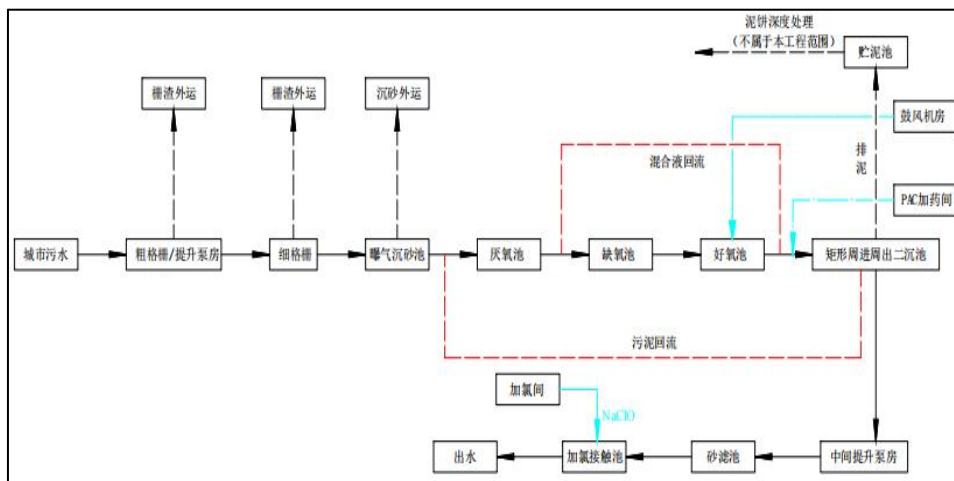 泥饼深度处理
(不属于本工程范围)
贮泥池
栅渣外运
栅渣外运
沉砂外运
鼓风机房
混合液回流
排泥
PAC加药间
城市污水
粗格栅/提升泵房
细格栅
曝气沉砂池
厌氧池
缺氧池
好氧池
矩形周进周出二沉池
污泥回流
加氯间
NaClO
出水
加氯接触池
砂滤池
中间提升泵房